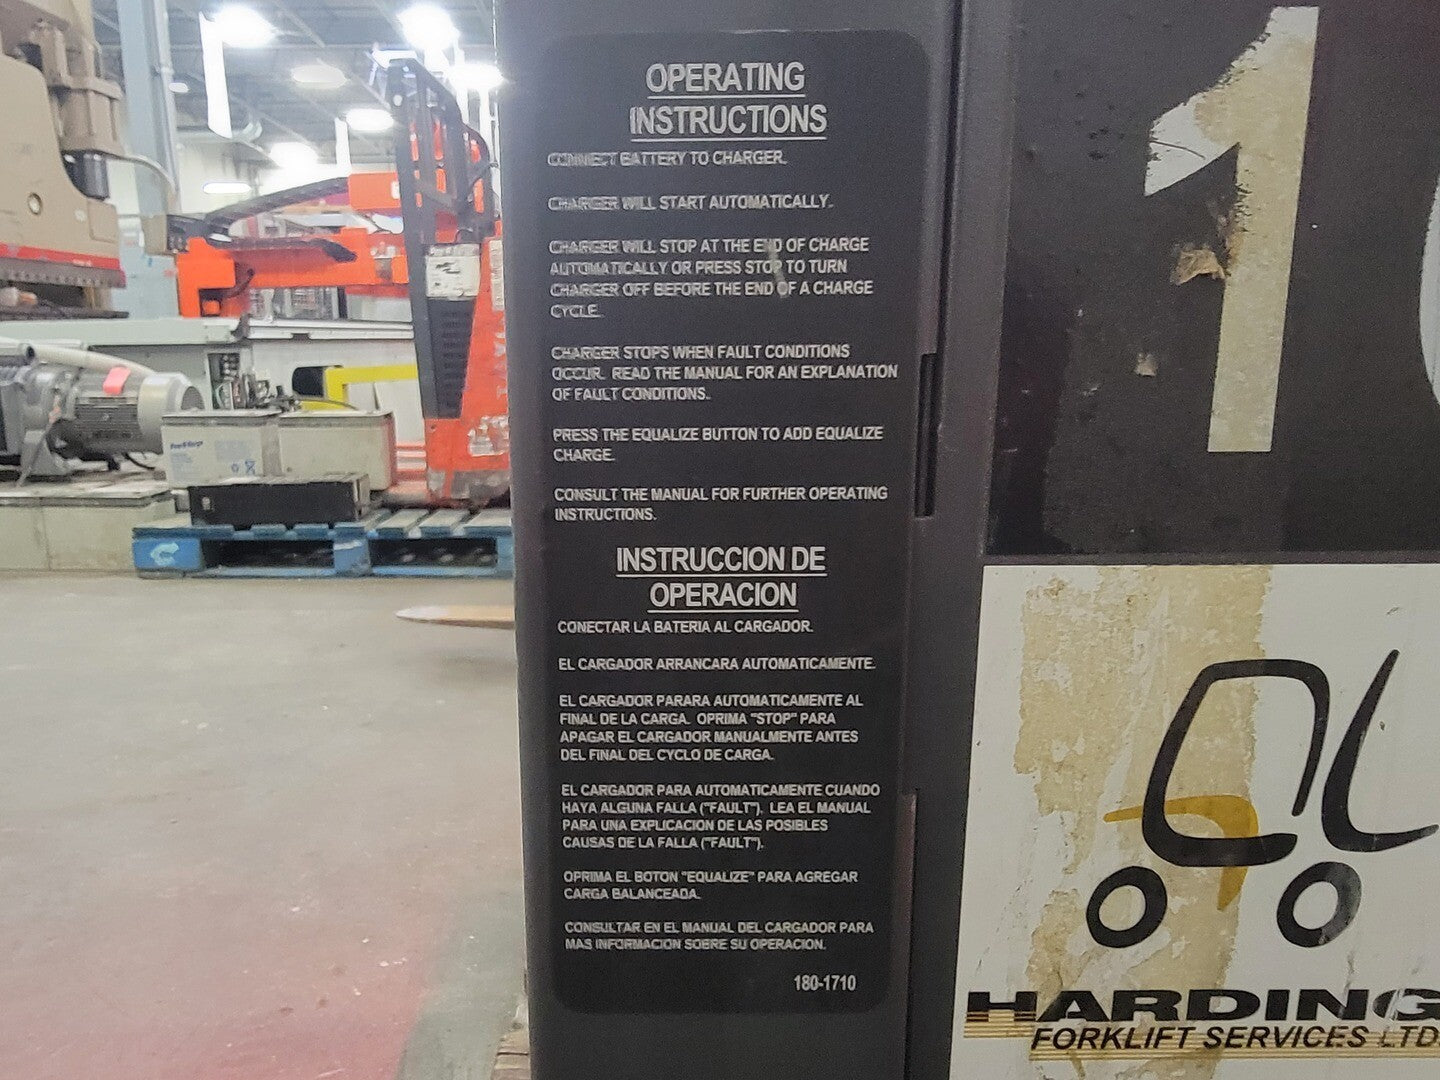 OPERATING
INSTRUCTIONS
CONNECT BATTERY TO CHARGER.
CHARGER WILL START AUTOMATICALLY.
CHARGER WILL STOP AT THE END OF CHARGE
AUTOMATICALLY OR PRESS STOP TO TURN
CHARGER OFF BEFORE THE END OF A CHARGE
CYCLE.
CHARGER STOPS WHEN FAULT CONDITIONS
OCCUR. READ THE MANUAL FOR AN EXPLANATION
OF FAULT CONDITIONS.
PRESS THE EQUALIZE BUTTON TO ADD EQUALIZE
CHARGE.
CONSULT THE MANUAL FOR FURTHER OPERATING
INSTRUCTIONS.
INSTRUCCION DE
OPERACION
CONECTAR LA BATERIA AL CARGADOR.
EL CARGADOR ARRANCARA AUTOMATICAMENTE.
EL CARGADOR PARARA AUTOMATICAMENTE AL
FINAL DE LA CARGA. OPRIMA "STOP" PARA
APAGAR EL CARGADOR MANUALMENTE ANTES
DEL FINAL DEL CYCLO DE CARGA.
EL CARGADOR PARA AUTOMATICAMENTE CUANDO
HAYA ALGUNA FALLA ("FAULT"). LEA EL MANUAL
PARA UNA EXPLICACION DE LAS POSIBLES
CAUSAS DE LA FALLA ("FAULT").
OPRIMA EL BOTON "EQUALIZE" PARA AGREGAR
CARGA BALANCEADA.
CONSULTAR EN EL MANUAL DEL CARGADOR PARA
MAS INFORMACION SOBRE SU OPERACION.
180-1710
1
HARDING
FORKLIFT SERVICES LTD.